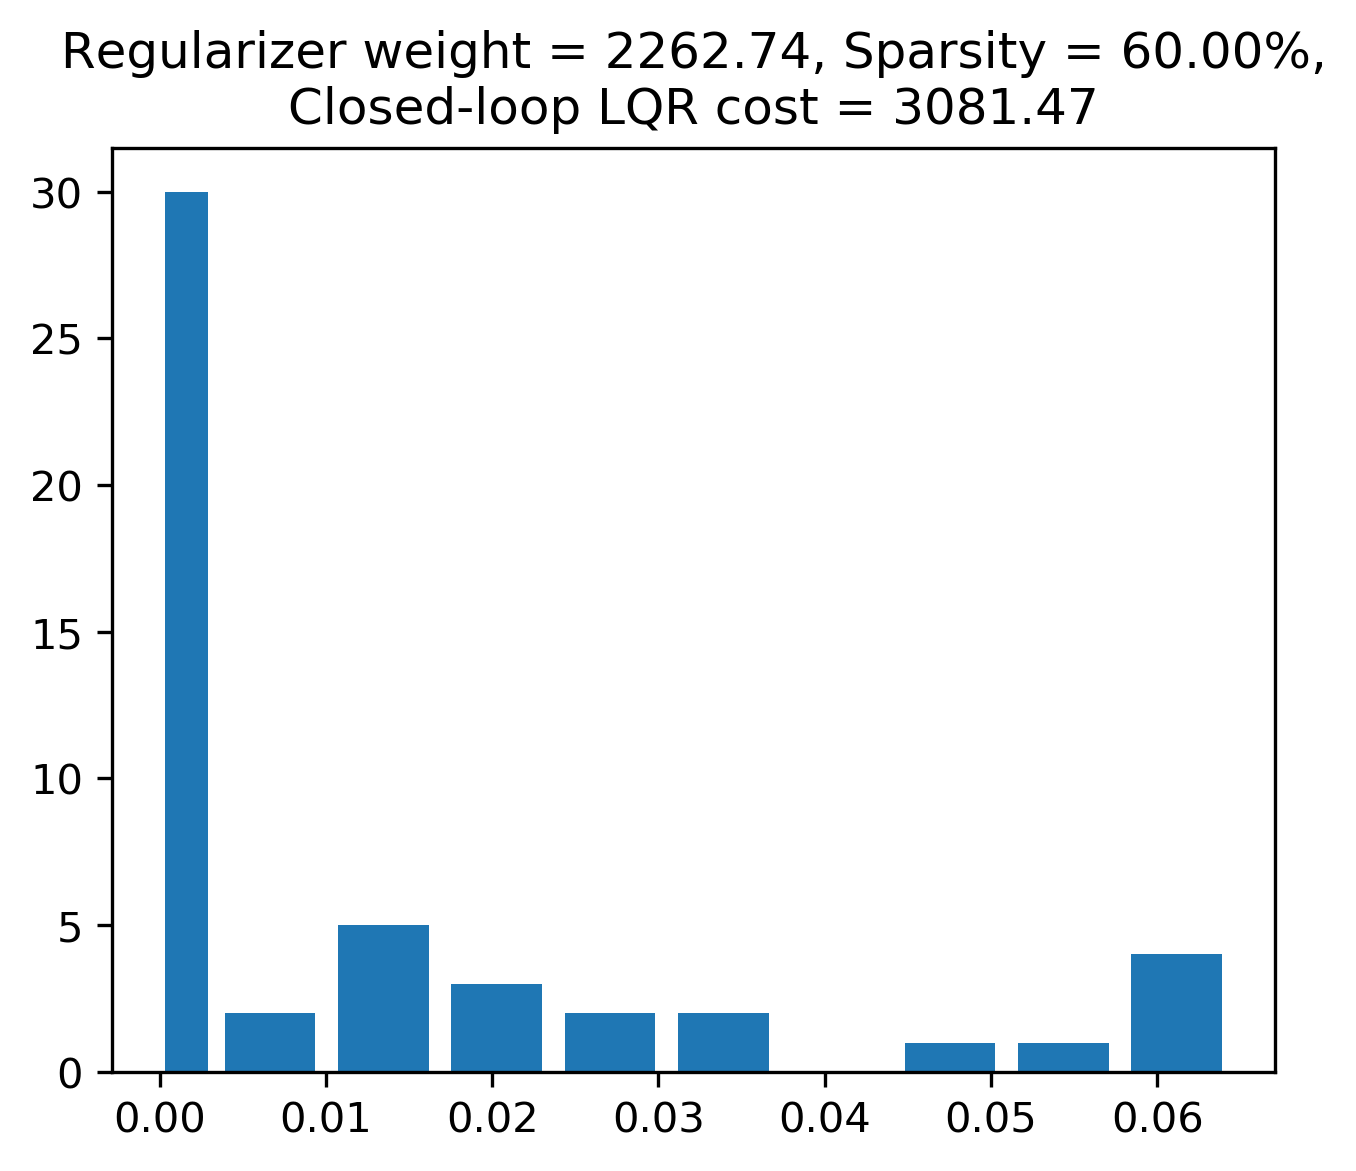 Regularizer weight = 2262.74, Sparsity = 60.00%,
Closed-loop LQR cost = 3081.47
30
25
20
15
10
5
0
0.00 0.01 0.02 0.03 0.04 0.05 0.06